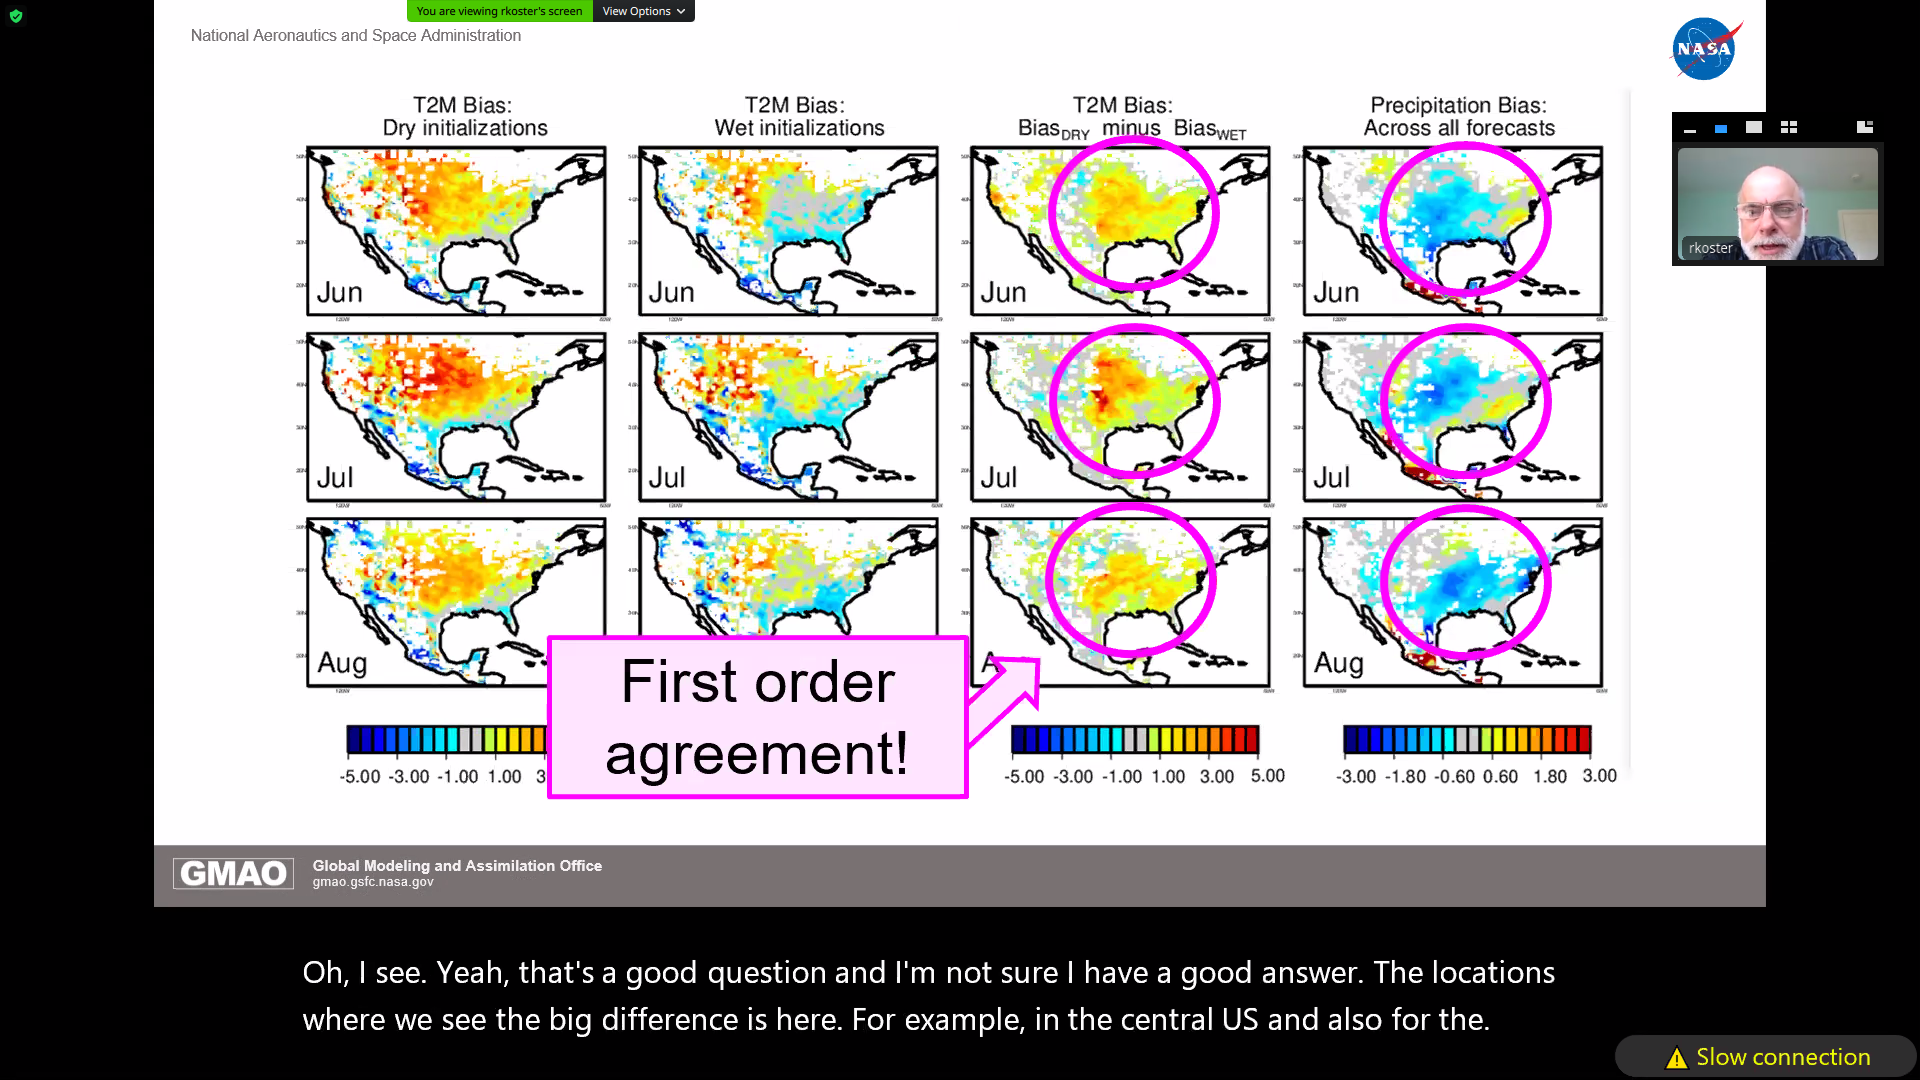 You are viewing rkoster's screen View Options
National Aeronautics and Space Administration
NASA
T2M Bias:
Dry initializations
T2M Bias:
Wet initializations
T2M Bias:
Bias_DRY minus Bias_WET
Precipitation Bias:
Across all forecasts
rkoster
Jun
Jun
Jun
Jun
Jul
Jul
Jul
Jul
Aug
A
Aug
First order
agreement!
-5.00 -3.00 -1.00 1.00 3
-5.00 -3.00 -1.00 1.00 3.00 5.00
-3.00 -1.80 -0.60 0.60 1.80 3.00
GMAO
Global Modeling and Assimilation Office
gmao.gsfc.nasa.gov
Oh, I see. Yeah, that's a good question and I'm not sure I have a good answer. The locations
where we see the big difference is here. For example, in the central US and also for the.
Slow connection